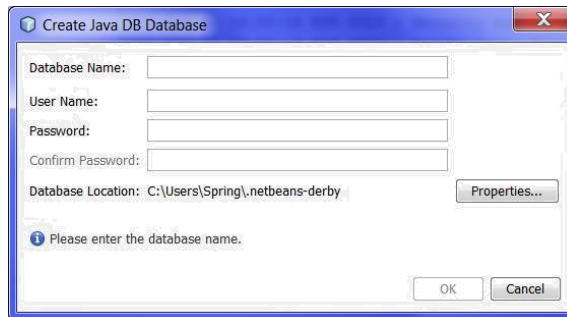 Create Java DB Database
X
Database Name:
User Name:
Password:
Confirm Password:
Database Location: C:\Users\Spring\.netbeans-derby Properties...
Please enter the database name.
OK Cancel